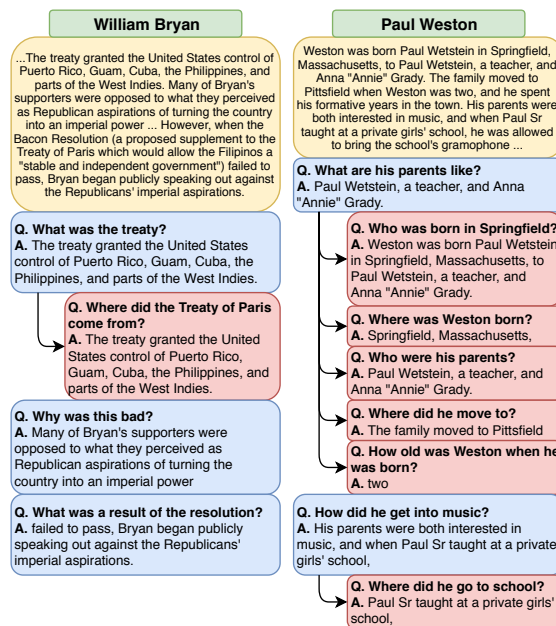 William Bryan
...The treaty granted the United States control of
Puerto Rico, Guam, Cuba, the Philippines, and
parts of the West Indies. Many of Bryan's
supporters were opposed to what they perceived
as Republican aspirations of turning the country
into an imperial power ... However, when the
Bacon Resolution (a proposed supplement to the
Treaty of Paris which would allow the Filipinos a
"stable and independent government") failed to
pass, Bryan began publicly speaking out against
the Republicans' imperial aspirations.
Q. What was the treaty?
A. The treaty granted the United States
control of Puerto Rico, Guam, Cuba, the
Philippines, and parts of the West Indies.
Q. Where did the Treaty of Paris
come from?
A. The treaty granted the United
States control of Puerto Rico,
Guam, Cuba, the Philippines, and
parts of the West Indies.
Q. Why was this bad?
A. Many of Bryan's supporters were
opposed to what they perceived as
Republican aspirations of turning the
country into an imperial power
Q. What was a result of the resolution?
A. failed to pass, Bryan began publicly
speaking out against the Republicans'
imperial aspirations.
Paul Weston
Weston was born Paul Wetstein in Springfield,
Massachusetts, to Paul Wetstein, a teacher, and
Anna "Annie" Grady. The family moved to
Pittsfield when Weston was two, and he spent
his formative years in the town. His parents were
both interested in music, and when Paul Sr
taught at a private girls' school, he was allowed
to bring the school's gramophone ...
Q. What are his parents like?
A. Paul Wetstein, a teacher, and Anna
"Annie" Grady.
Q. Who was born in Springfield?
A. Weston was born Paul Wetstein
in Springfield, Massachusetts, to
Paul Wetstein, a teacher, and
Anna "Annie" Grady.
Q. Where was Weston born?
A. Springfield, Massachusetts,
Q. Who were his parents?
A. Paul Wetstein, a teacher, and
Anna "Annie" Grady.
Q. Where did he move to?
A. The family moved to Pittsfield
Q. How old was Weston when he
was born?
A. two
Q. How did he get into music?
A. His parents were both interested in
music, and when Paul Sr taught at a private
girls' school,
Q. Where did he go to school?
A. Paul Sr taught at a private girls'
school,